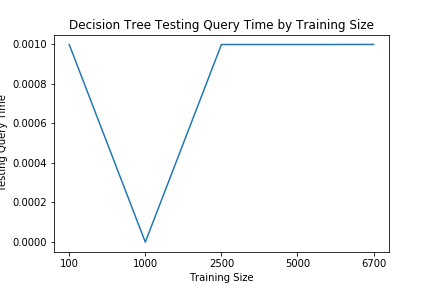 Decision Tree Testing Query Time by Training Size
0.0010
0.0008
0.0006
0.0004
0.0002
0.0000
Testing Query Time
100 1000 2500 5000 6700
Training Size